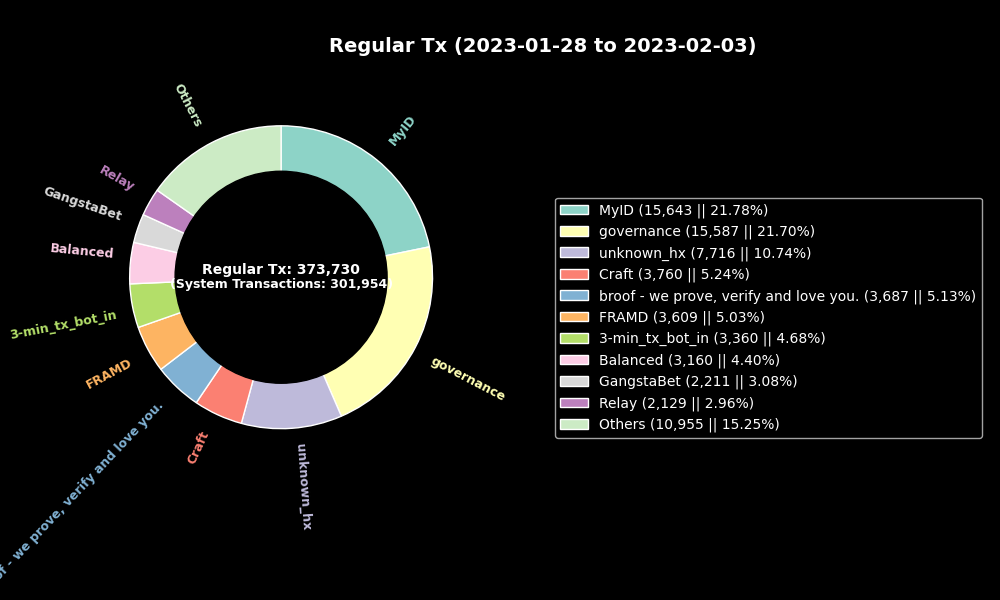 Regular Tx (2023-01-28 to 2023-02-03)
Others
MyID
Relay
GangstaBet
Balanced
3-min_tx_bot_in
FRAMD
of - we prove, verify and love you.
Craft
unknown_hx
governance
Regular Tx: 373,730
(System Transactions: 301,954)
MyID (15,643 || 21.78%)
governance (15,587 || 21.70%)
unknown_hx (7,716 || 10.74%)
Craft (3,760 || 5.24%)
broof - we prove, verify and love you. (3,687 || 5.13%)
FRAMD (3,609 || 5.03%)
3-min_tx_bot_in (3,360 || 4.68%)
Balanced (3,160 || 4.40%)
GangstaBet (2,211 || 3.08%)
Relay (2,129 || 2.96%)
Others (10,955 || 15.25%)